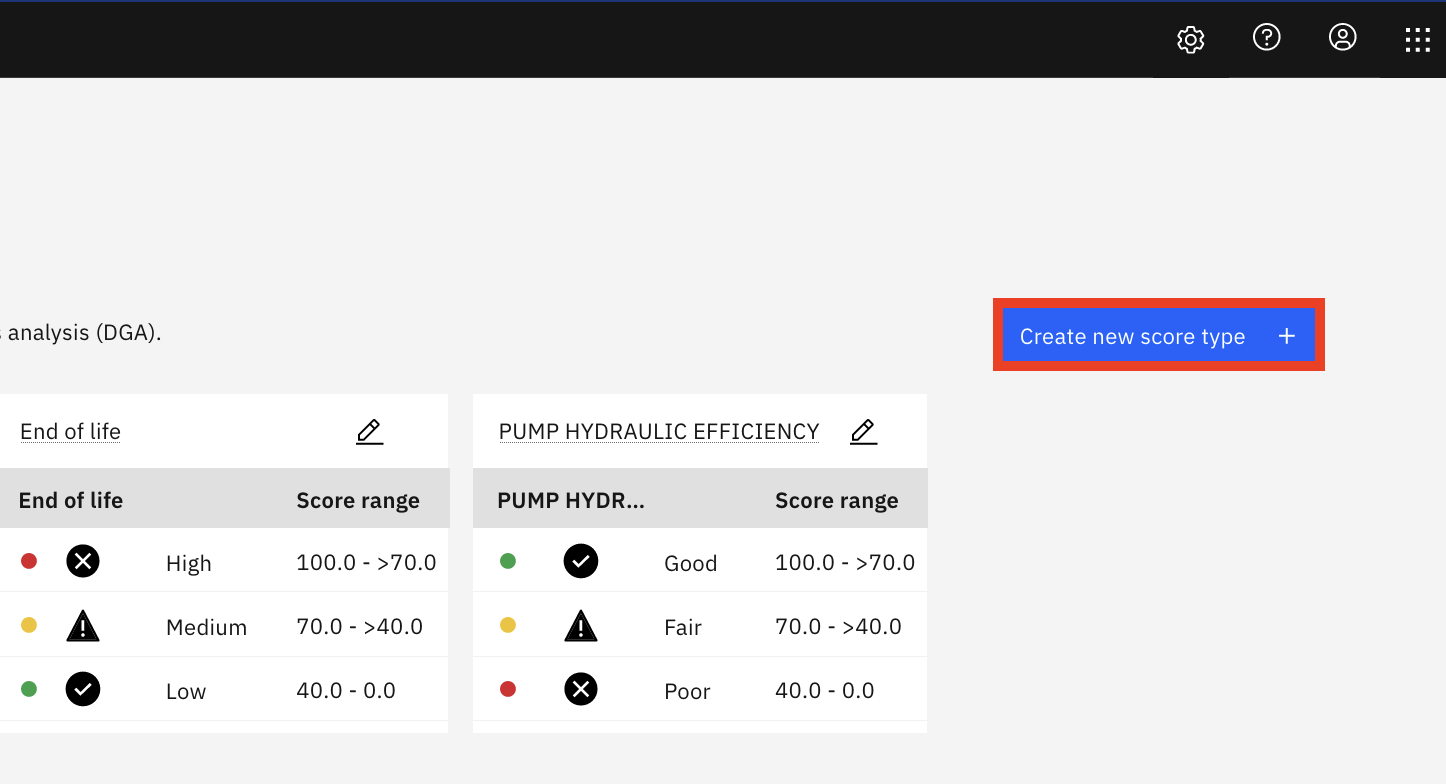 analysis (DGA).
Create new score type +
End of life
End of life Score range
High 100.0 - >70.0
Medium 70.0 - >40.0
Low 40.0 - 0.0
PUMP HYDRAULIC EFFICIENCY
PUMP HYDR... Score range
Good 100.0 - >70.0
Fair 70.0 - >40.0
Poor 40.0 - 0.0